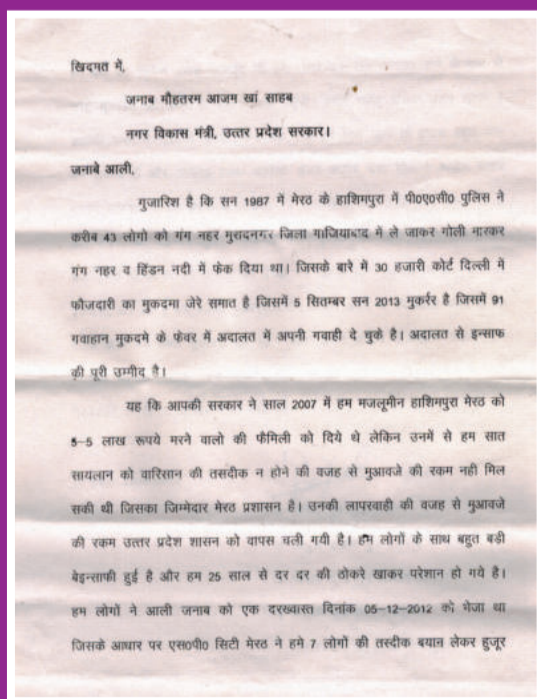 खिदमत में,
जनाब मौहतरम आजम खां साहब
नगर विकास मंत्री, उत्तर प्रदेश सरकार।
जनाबे आली,
गुजारिश है कि सन 1987 में मेरठ के हाशिमपुरा में पी०ए०सी० पुलिस ने
करीब 43 लोगो को गंग नहर मुरादनगर जिला गाजियाबाद में ले जाकर गोली मारकर
गंग नहर व हिंडन नदी में फेक दिया था। जिसके बारे में 30 हजारी कोर्ट दिल्ली में
फौजदारी का मुकदमा जेरे समात है जिसमें 5 सितम्बर सन 2013 मुकर्रर है जिसमें 91
गवाहान मुकदमे के फेवर में अदालत में अपनी गवाही दे चुके है। अदालत से इन्साफ
की पूरी उम्मीद है।
यह कि आपकी सरकार ने साल 2007 में हम मजलूमीन हाशिमपुरा मेरठ को
5-5 लाख रूपये मरने वालो की फैमिली को दिये थे लेकिन उनमें से हम सात
सायलान को वारिसान की तसदीक न होने की वजह से मुआवजे की रकम नही मिल
सकी थी जिसका जिम्मेदार मेरठ प्रशासन है। उनकी लापरवाही की वजह से मुआवजे
की रकम उत्तर प्रदेश शासन को वापस चली गयी है। हम लोगों के साथ बहुत बडी
बेइन्साफी हुई है और हम 25 साल से दर दर की ठोकरे खाकर परेशान हो गये है।
हम लोगों ने आली जनाब को एक दरख्वास्त दिनांक 05-12-2012 को भेजा था
जिसके आधार पर एस०पी० सिटी मेरठ ने हमे 7 लोगों की तस्दीक बयान लेकर हुजूर